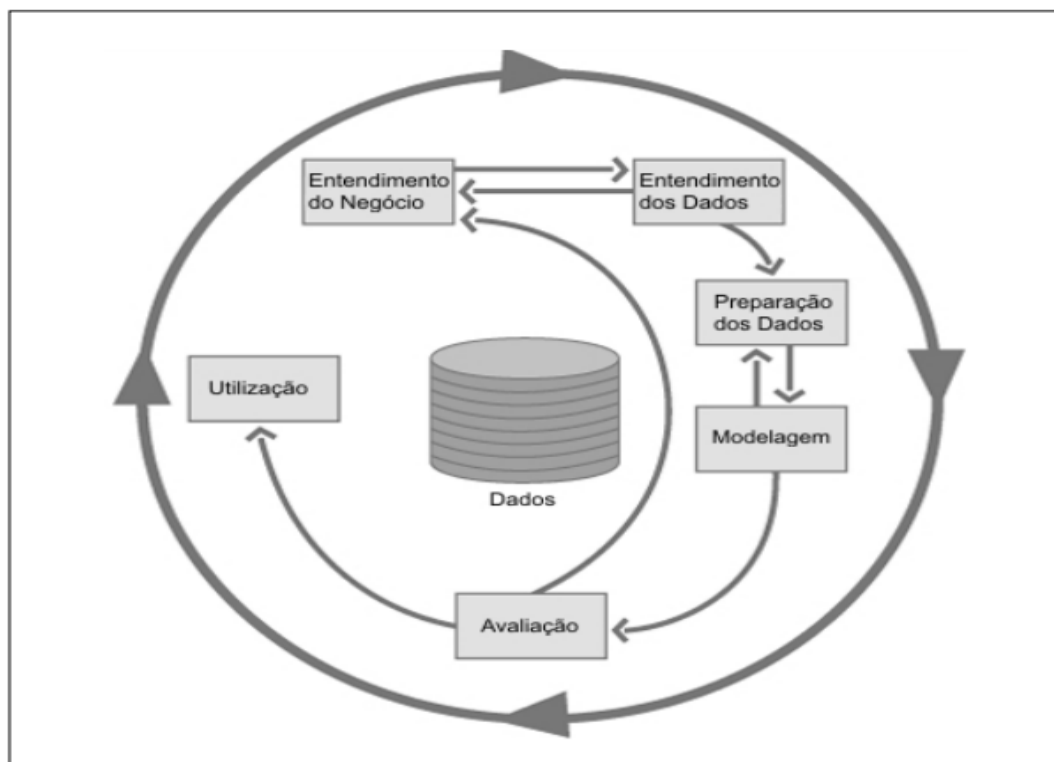 Entendimento
do Negócio
Entendimento
dos Dados
Preparação
dos Dados
Utilização
Modelagem
Dados
Avaliação